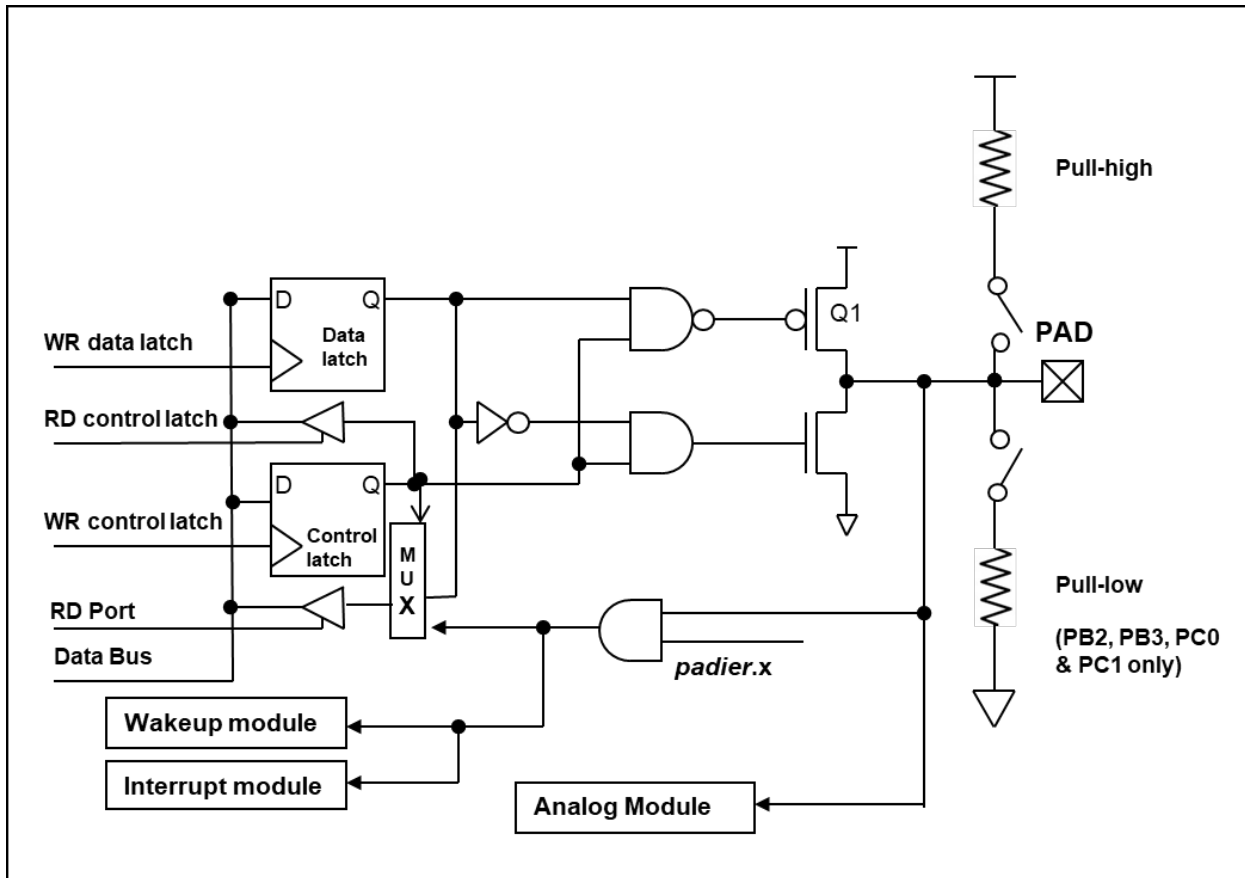 Pull-high
D
Q
Q1
Data
latch
WR data latch
PAD
RD control latch
D
Q
WR control latch
Control
latch
M
U
X
Pull-low
RD Port
(PB2, PB3, PC0
& PC1 only)
Data Bus
padier.x
Wakeup module
Interrupt module
Analog Module